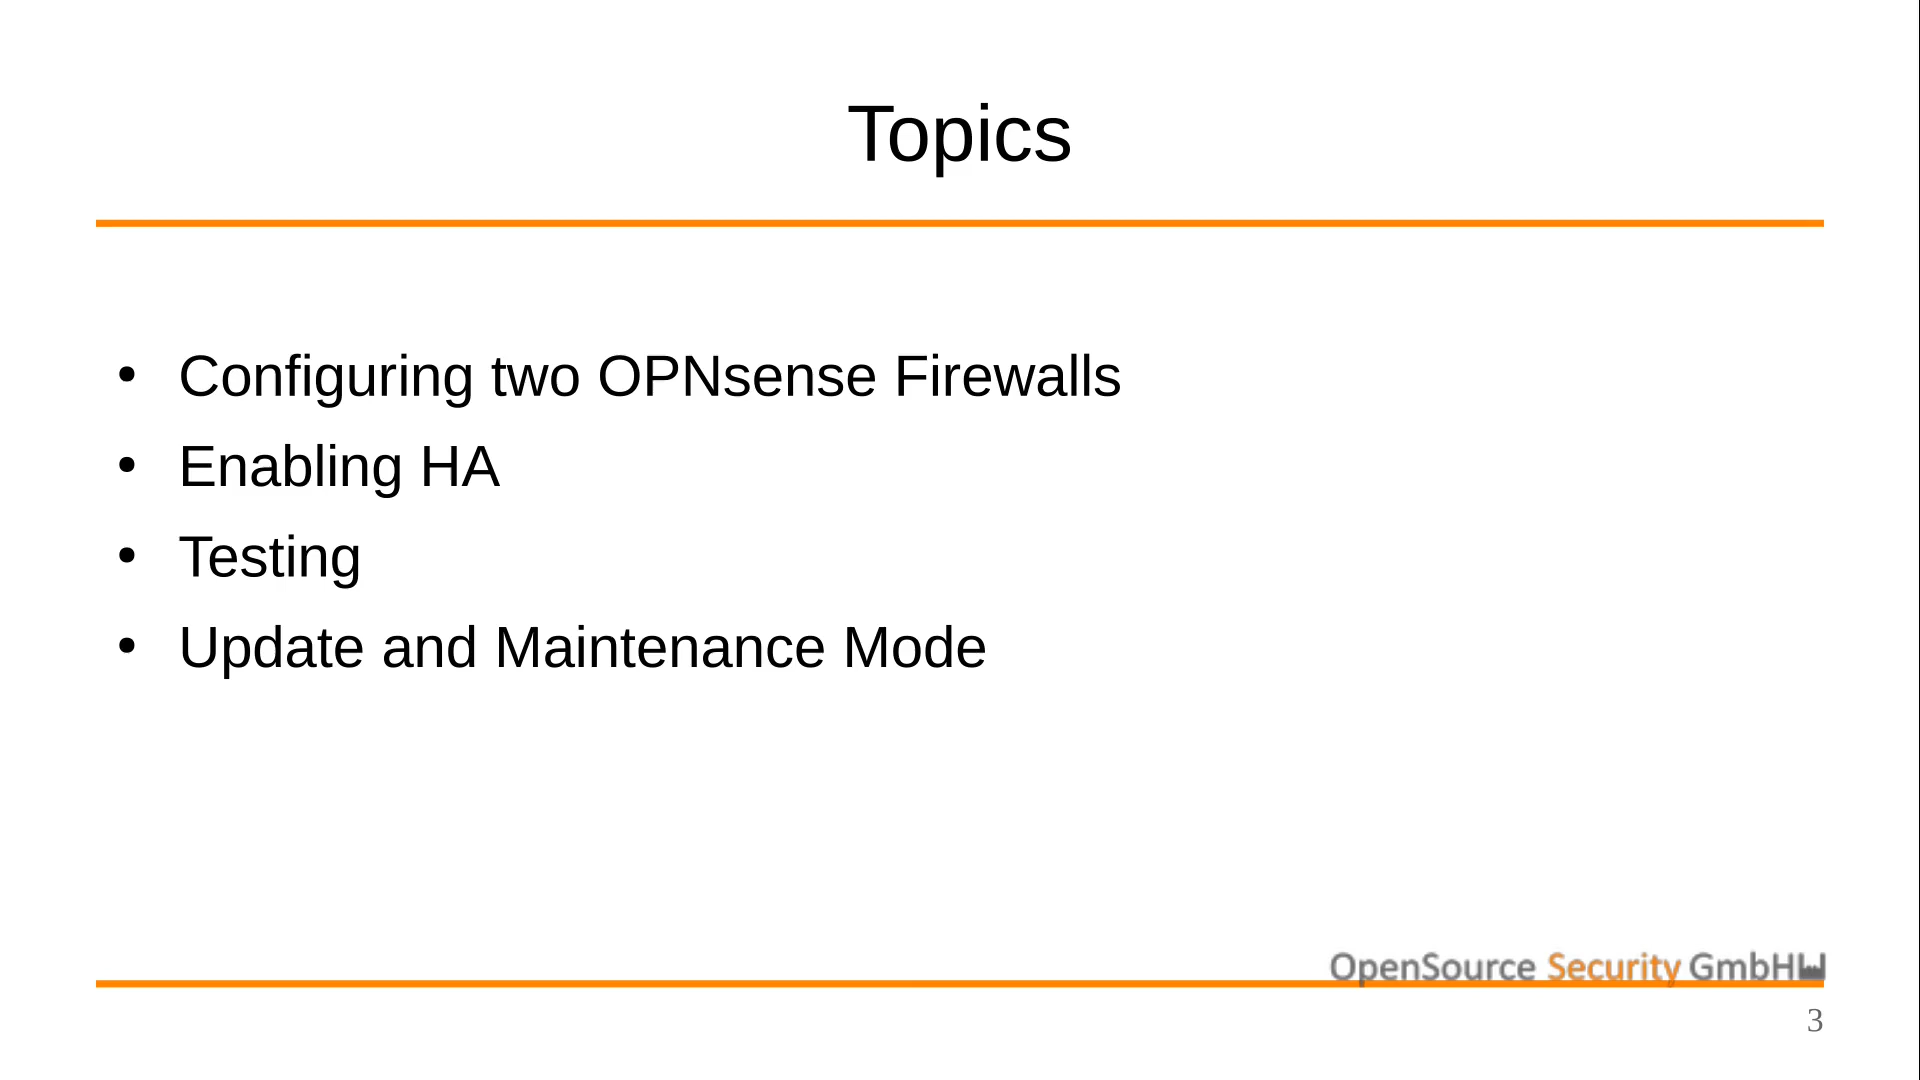 Topics
• Configuring two OPNsense Firewalls
• Enabling HA
• Testing
• Update and Maintenance Mode
OpenSource Security GmbH
3